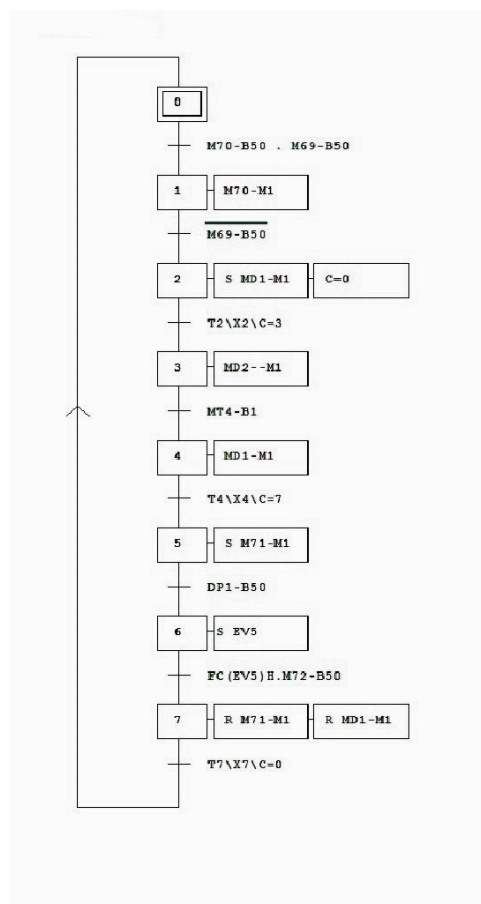 0
M70-B50 . M69-B50
1 M70-M1
M69-B50
2 S MD1-M1 C=0
T2\X2\C=3
3 MD2--M1
MT4-B1
4 MD1-M1
T4\X4\C=7
5 S M71-M1
DP1-B50
6 S EV5
FC(EV5)H.M72-B50
7 R M71-M1 R MD1-M1
T7\X7\C=0